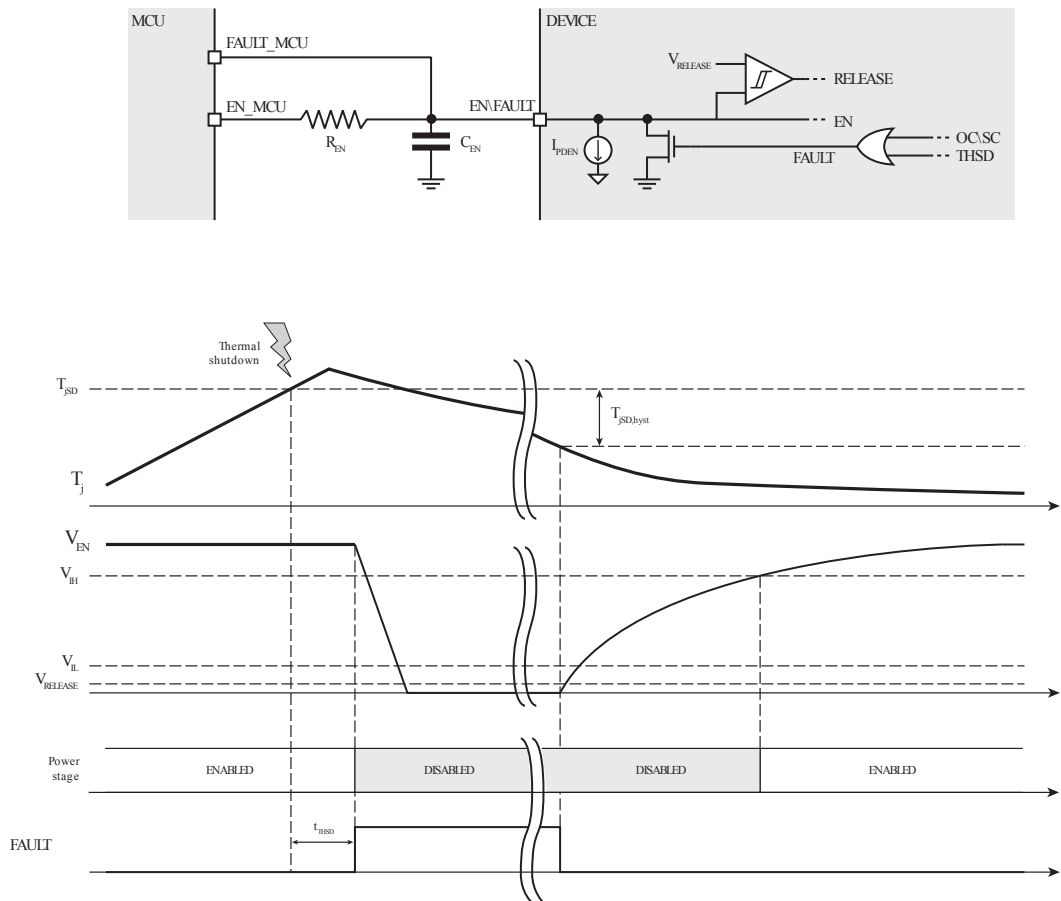 MCU
DEVICE
FAULT_MCU
V_RELEASE
RELEASE
EN_MCU
EN\FAULT
EN
R_EN
C_EN
I_PDEN
FAULT
OC\SC
THSD
Thermal
shutdown
T_jSD
T_jSD,hyst
T_j
V_EN
V_IH
V_IL
V_RELEASE
Power
stage
ENABLED
DISABLED
DISABLED
ENABLED
t_THSD
FAULT